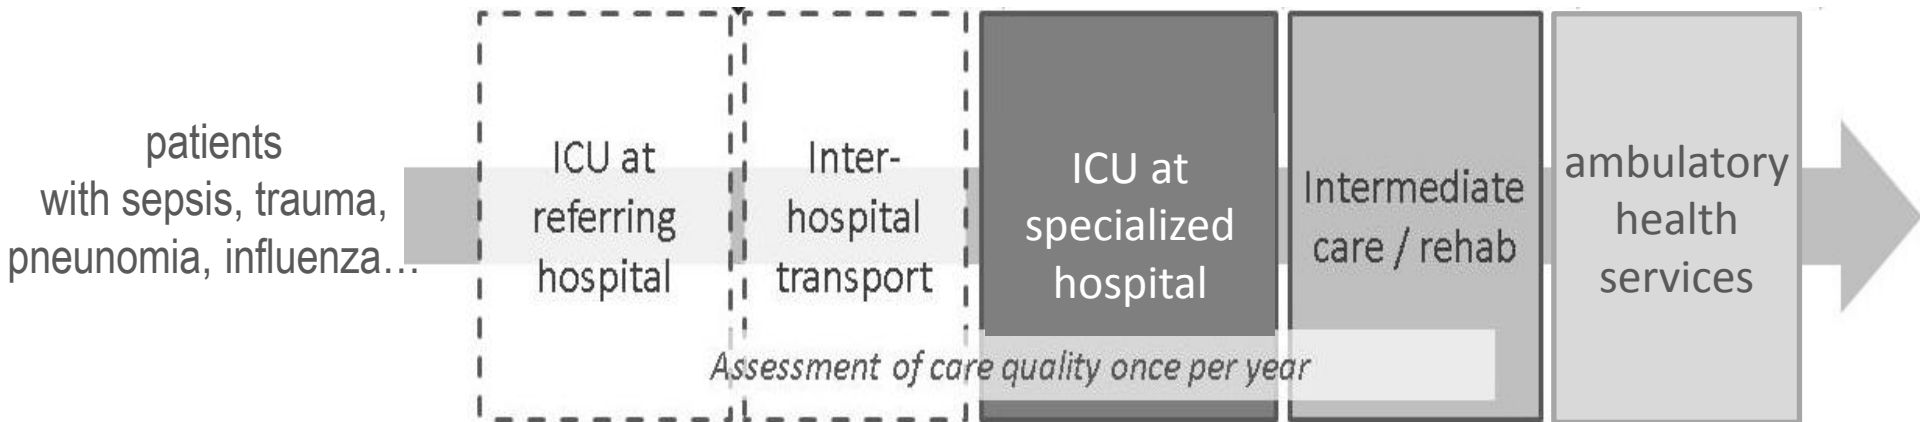 patients
with sepsis, trauma,
pneunomia, influenza…
ICU at
referring
hospital
Inter-
hospital
transport
ICU at
specialized
hospital
Intermediate
care / rehab
ambulatory
health
services
Assessment of care quality once per year